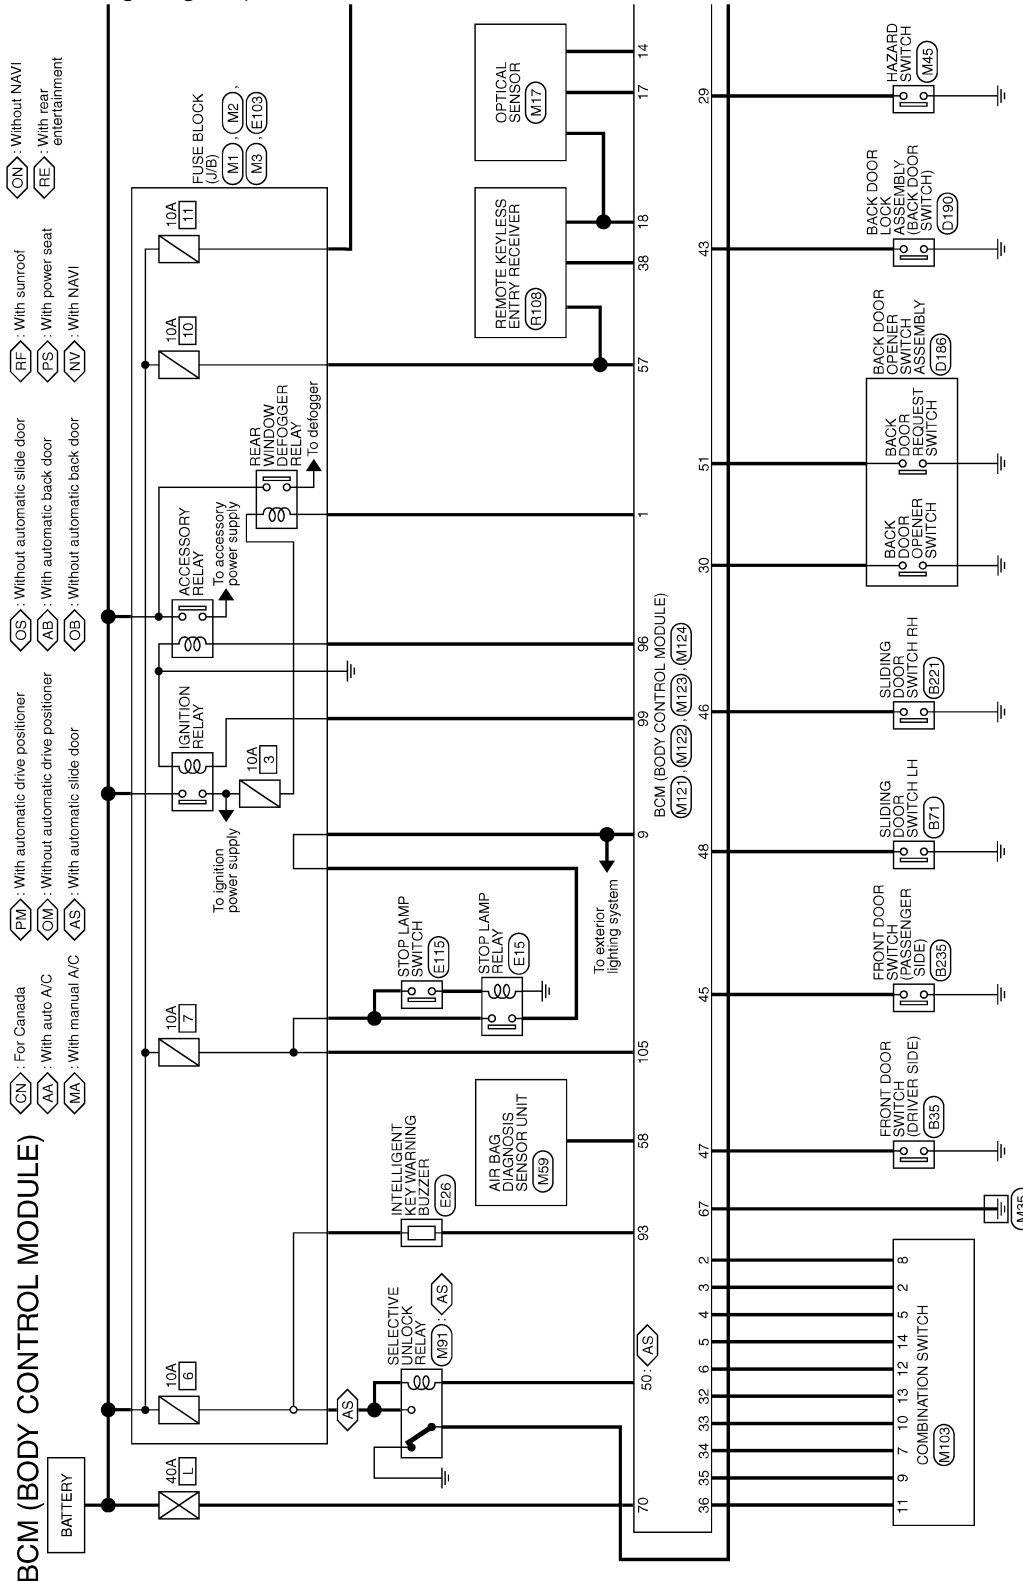 BCM (BODY CONTROL MODULE)
CN : For Canada
AA : With auto A/C
MA : With manual A/C
PM : With automatic drive positioner
OM : Without automatic drive positioner
AS : With automatic slide door
OS : Without automatic slide door
AB : With automatic back door
OB : Without automatic back door
RF : With sunroof
PS : With power seat
NV : With NAVI
ON : Without NAVI
RE : With rear
entertainment
BATTERY
40A
L
10A
6
10A
7
IGNITION
RELAY
10A
3
To ignition
power supply
ACCESSORY
RELAY
To accessory
power supply
REAR
WINDOW
DEFOGGER
RELAY
To defogger
10A
10
10A
11
FUSE BLOCK
(J/B)
M1 , M2 ,
M3 , E103
AS
SELECTIVE
UNLOCK
RELAY
M91 : AS
INTELLIGENT
KEY WARNING
BUZZER
E26
AIR BAG
DIAGNOSIS
SENSOR UNIT
M59
STOP LAMP
SWITCH
E115
STOP LAMP
RELAY
E15
To exterior
lighting system
REMOTE KEYLESS
ENTRY RECEIVER
R108
OPTICAL
SENSOR
M17
70
50 : AS
93
58
105
9
99
96
1
57
38
18
17
14
BCM (BODY CONTROL MODULE)
M121 , M122 , M123 , M124
36
35
34
33
32
6
5
4
3
2
67
47
45
48
46
30
51
43
29
11
9
7
10
13
12
14
5
2
8
COMBINATION SWITCH
M103
M35
FRONT DOOR
SWITCH
(DRIVER SIDE)
B35
FRONT DOOR
SWITCH
(PASSENGER
SIDE)
B235
SLIDING
DOOR
SWITCH LH
B71
SLIDING
DOOR
SWITCH RH
B221
BACK
DOOR
OPENER
SWITCH
BACK
DOOR
REQUEST
SWITCH
BACK DOOR
OPENER
SWITCH
ASSEMBLY
D186
BACK DOOR
LOCK
ASSEMBLY
(BACK DOOR
SWITCH)
D190
HAZARD
SWITCH
M45